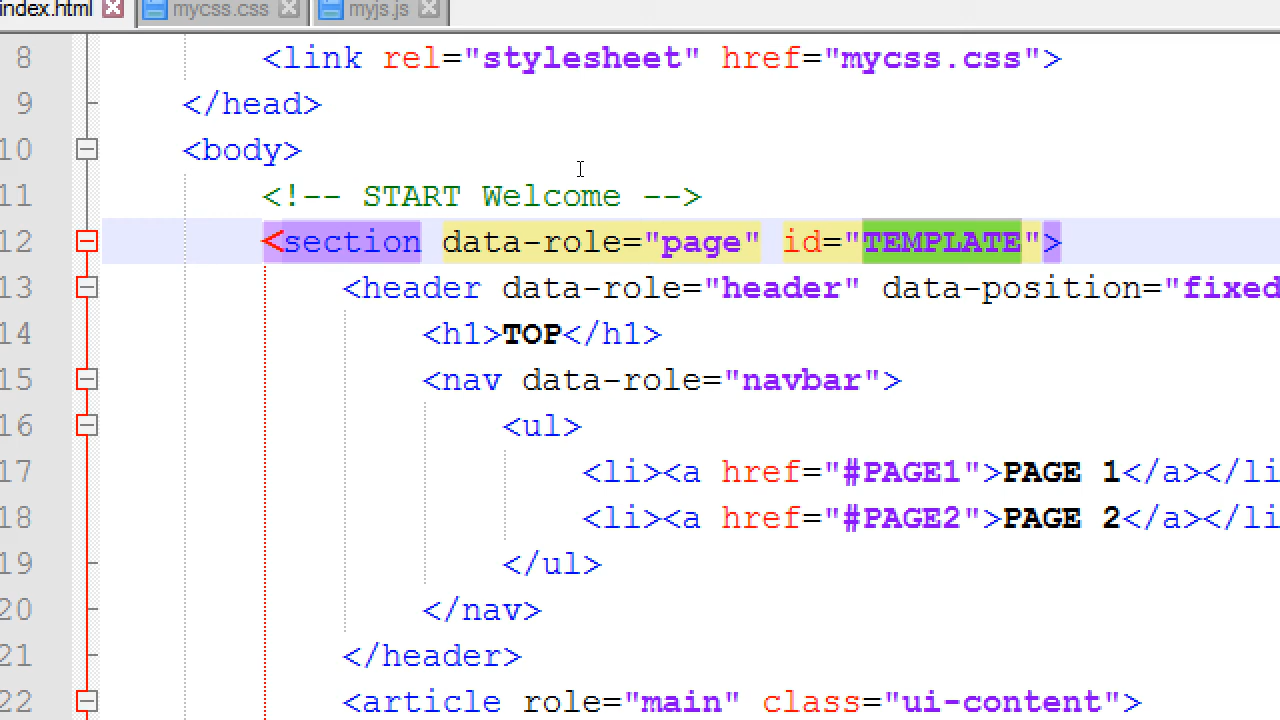 index.html mycss.css myjs.js
8 <link rel="stylesheet" href="mycss.css">
9 </head>
10 <body>
11 <!-- START Welcome -->
12 <section data-role="page" id="TEMPLATE">
13 <header data-role="header" data-position="fixed
14 <h1>TOP</h1>
15 <nav data-role="navbar">
16 <ul>
17 <li><a href="#PAGE1">PAGE 1</a></li
18 <li><a href="#PAGE2">PAGE 2</a></li
19 </ul>
20 </nav>
21 </header>
22 <article role="main" class="ui-content">